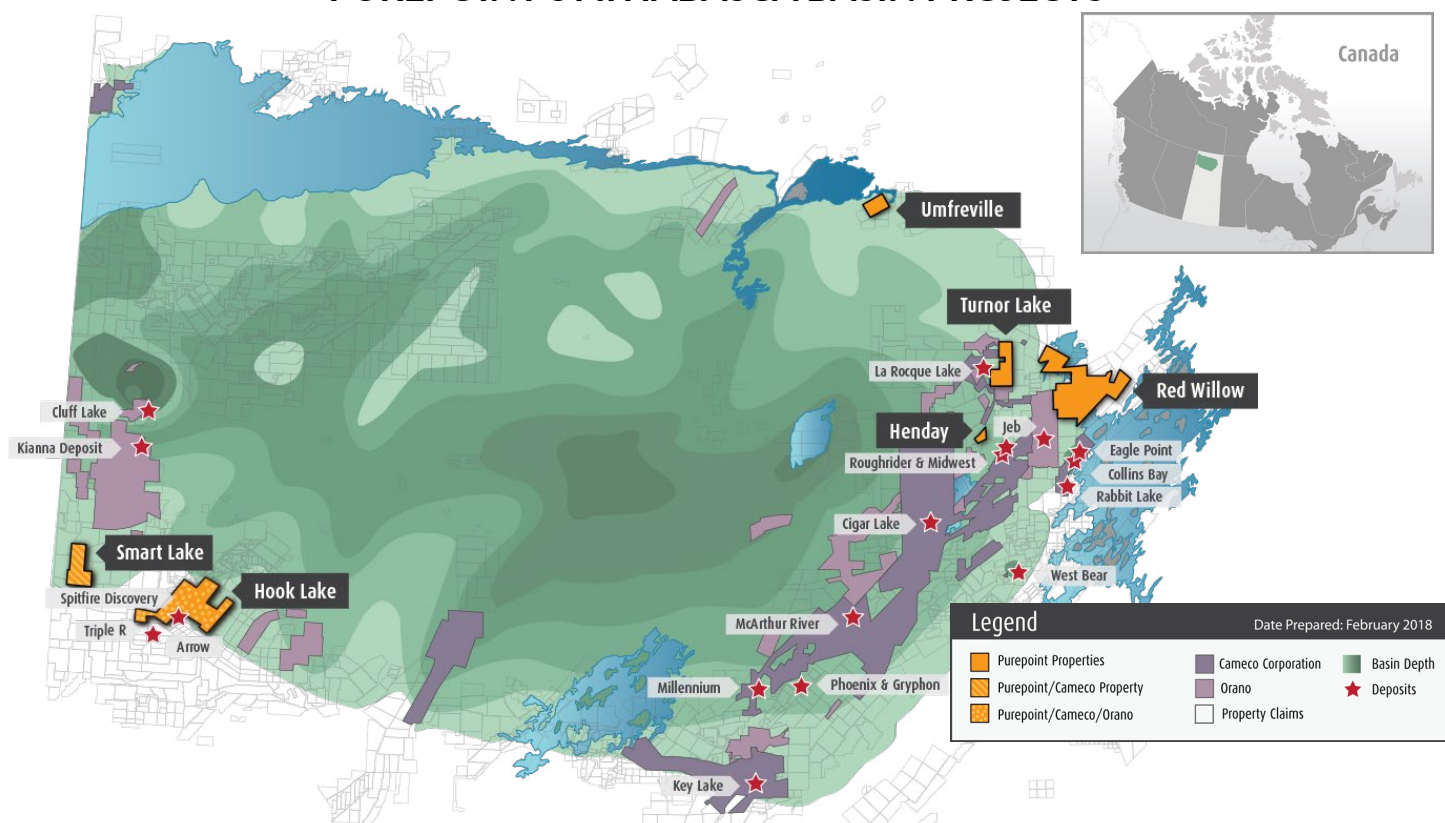 Canada
Umfreville
Turnor Lake
La Rocque Lake
Red Willow
Cluff Lake
Henday
Jeb
Kianna Deposit
Eagle Point
Roughrider & Midwest
Collins Bay
Rabbit Lake
Cigar Lake
Smart Lake
West Bear
Hook Lake
Spitfire Discovery
McArthur River
Triple R
Arrow
Legend
Date Prepared: February 2018
Purepoint Properties
Cameco Corporation
Basin Depth
Purepoint/Cameco Property
Orano
Deposits
Purepoint/Cameco/Orano
Property Claims
Millennium
Phoenix & Gryphon
Key Lake